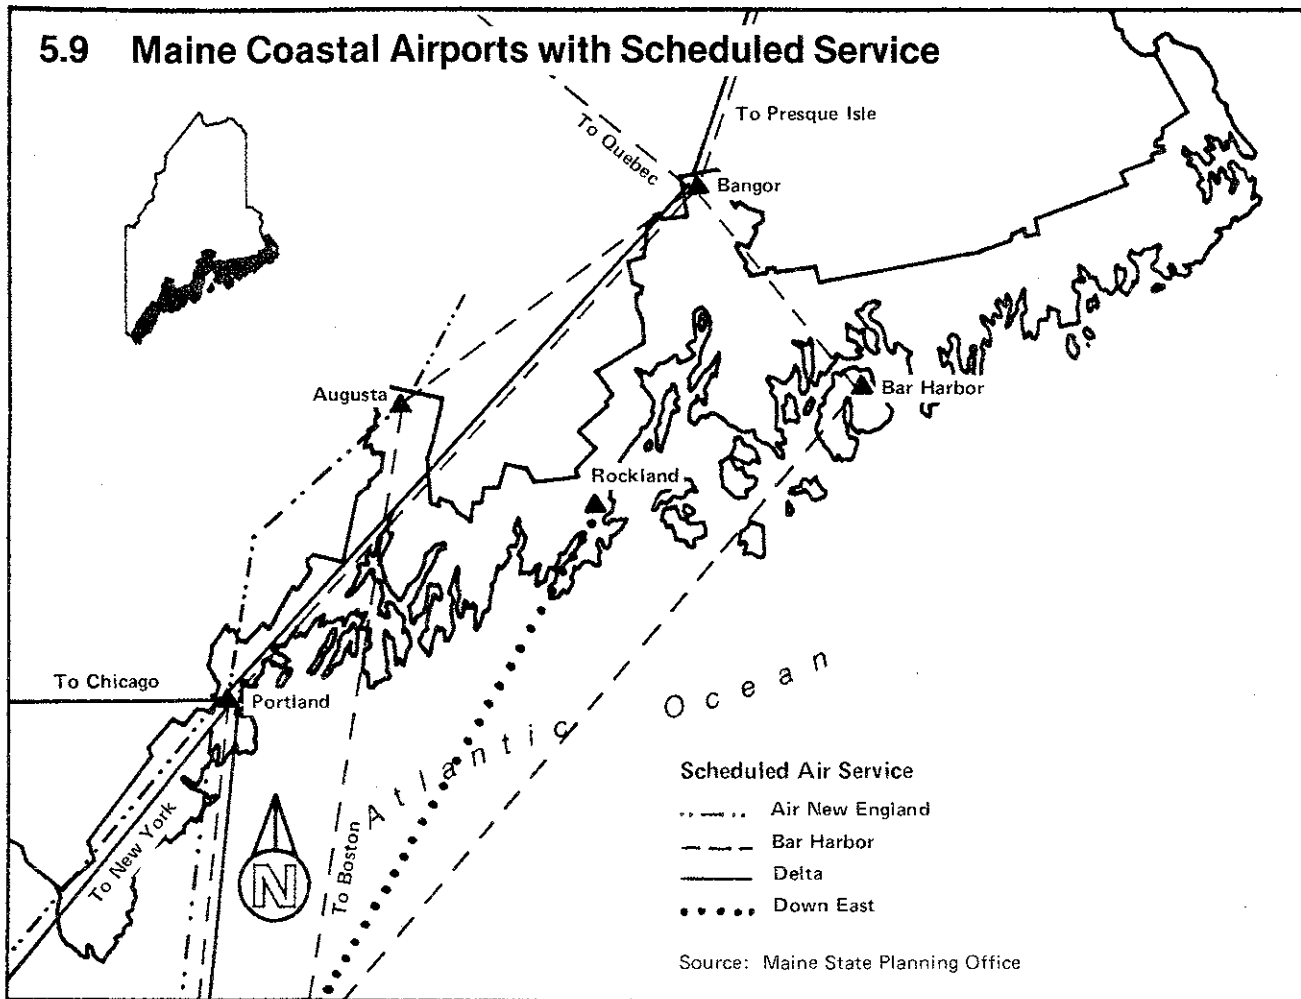 5.9 Maine Coastal Airports with Scheduled Service
To Presque Isle
To Quebec
Bangor
Augusta
Bar Harbor
Rockland
To Chicago
Portland
Atlantic Ocean
To New York
To Boston
N
Scheduled Air Service
Air New England
Bar Harbor
Delta
Down East
Source: Maine State Planning Office